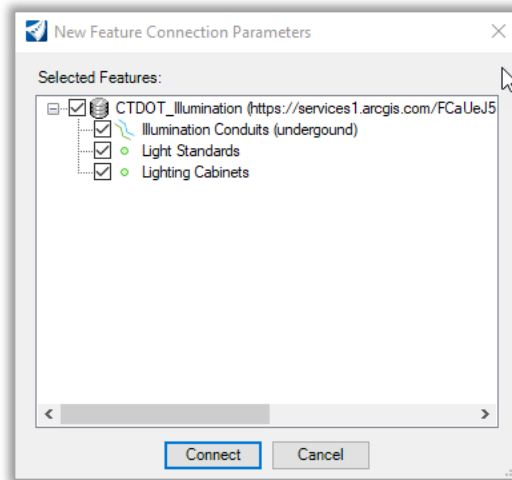 New Feature Connection Parameters
Selected Features:
CTDOT_Illumination (https://services1.arcgis.com/FCaUeJ5
Illumination Conduits (undergound)
Light Standards
Lighting Cabinets
Connect
Cancel